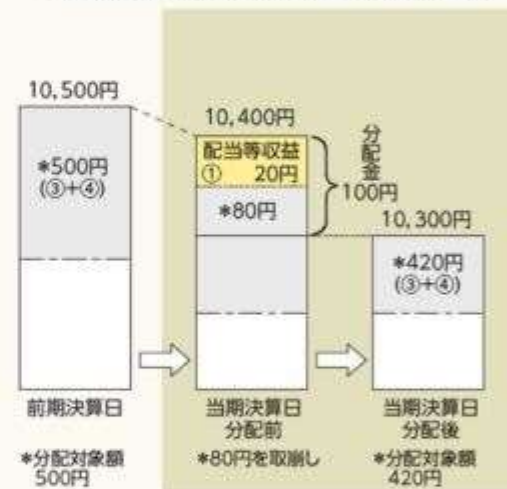 10,500円
*500円
(③+④)
前期決算日
*分配対象額
500円
10,400円
配当等収益
① 20円
*80円
分配金
100円
当期決算日
分配前
*80円を取崩し
10,300円
*420円
(③+④)
当期決算日
分配後
*分配対象額
420円